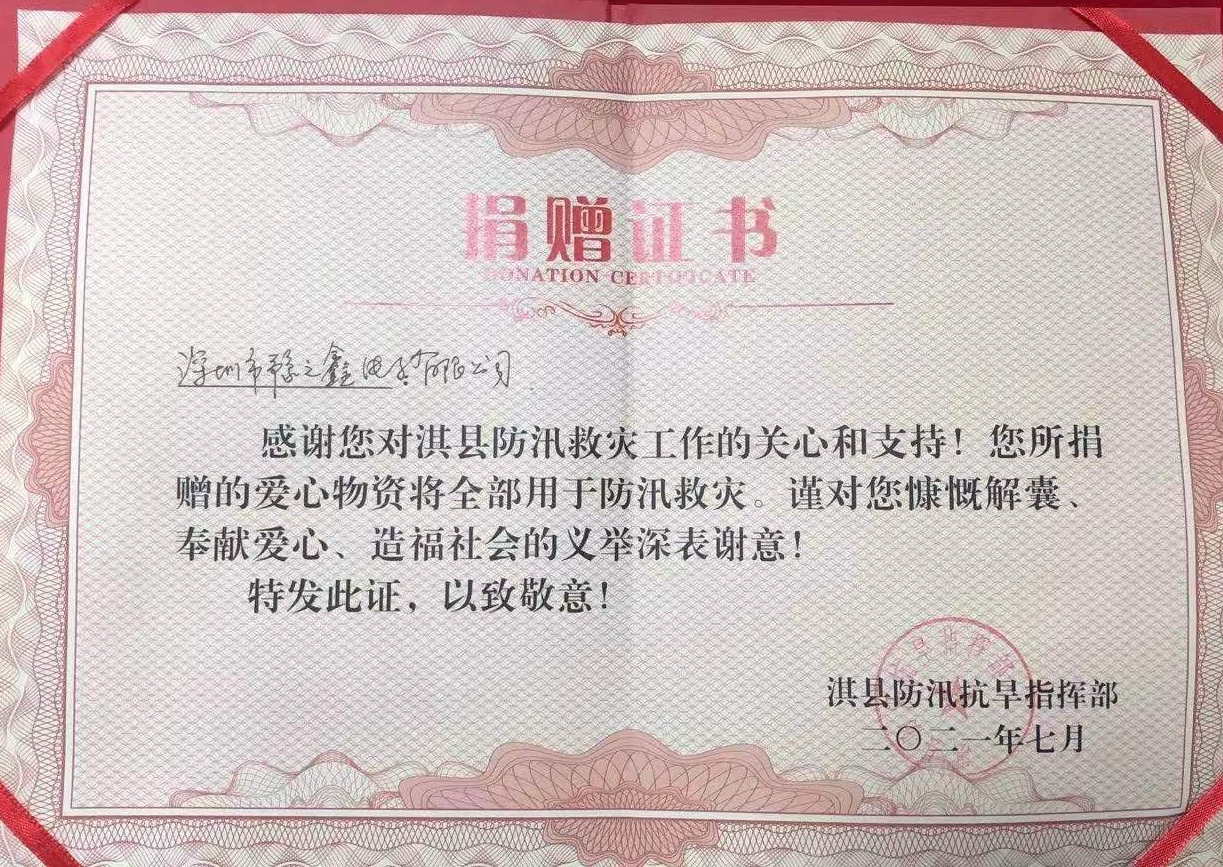 捐赠证书
DONATION CERTIFICATE
深圳市豫之鑫电子有限公司
感谢您对淇县防汛救灾工作的关心和支持！您所捐
赠的爱心物资将全部用于防汛救灾。谨对您慷慨解囊、
奉献爱心、造福社会的义举深表谢意！
特发此证，以致敬意！
淇县防汛抗旱指挥部
二〇二一年七月